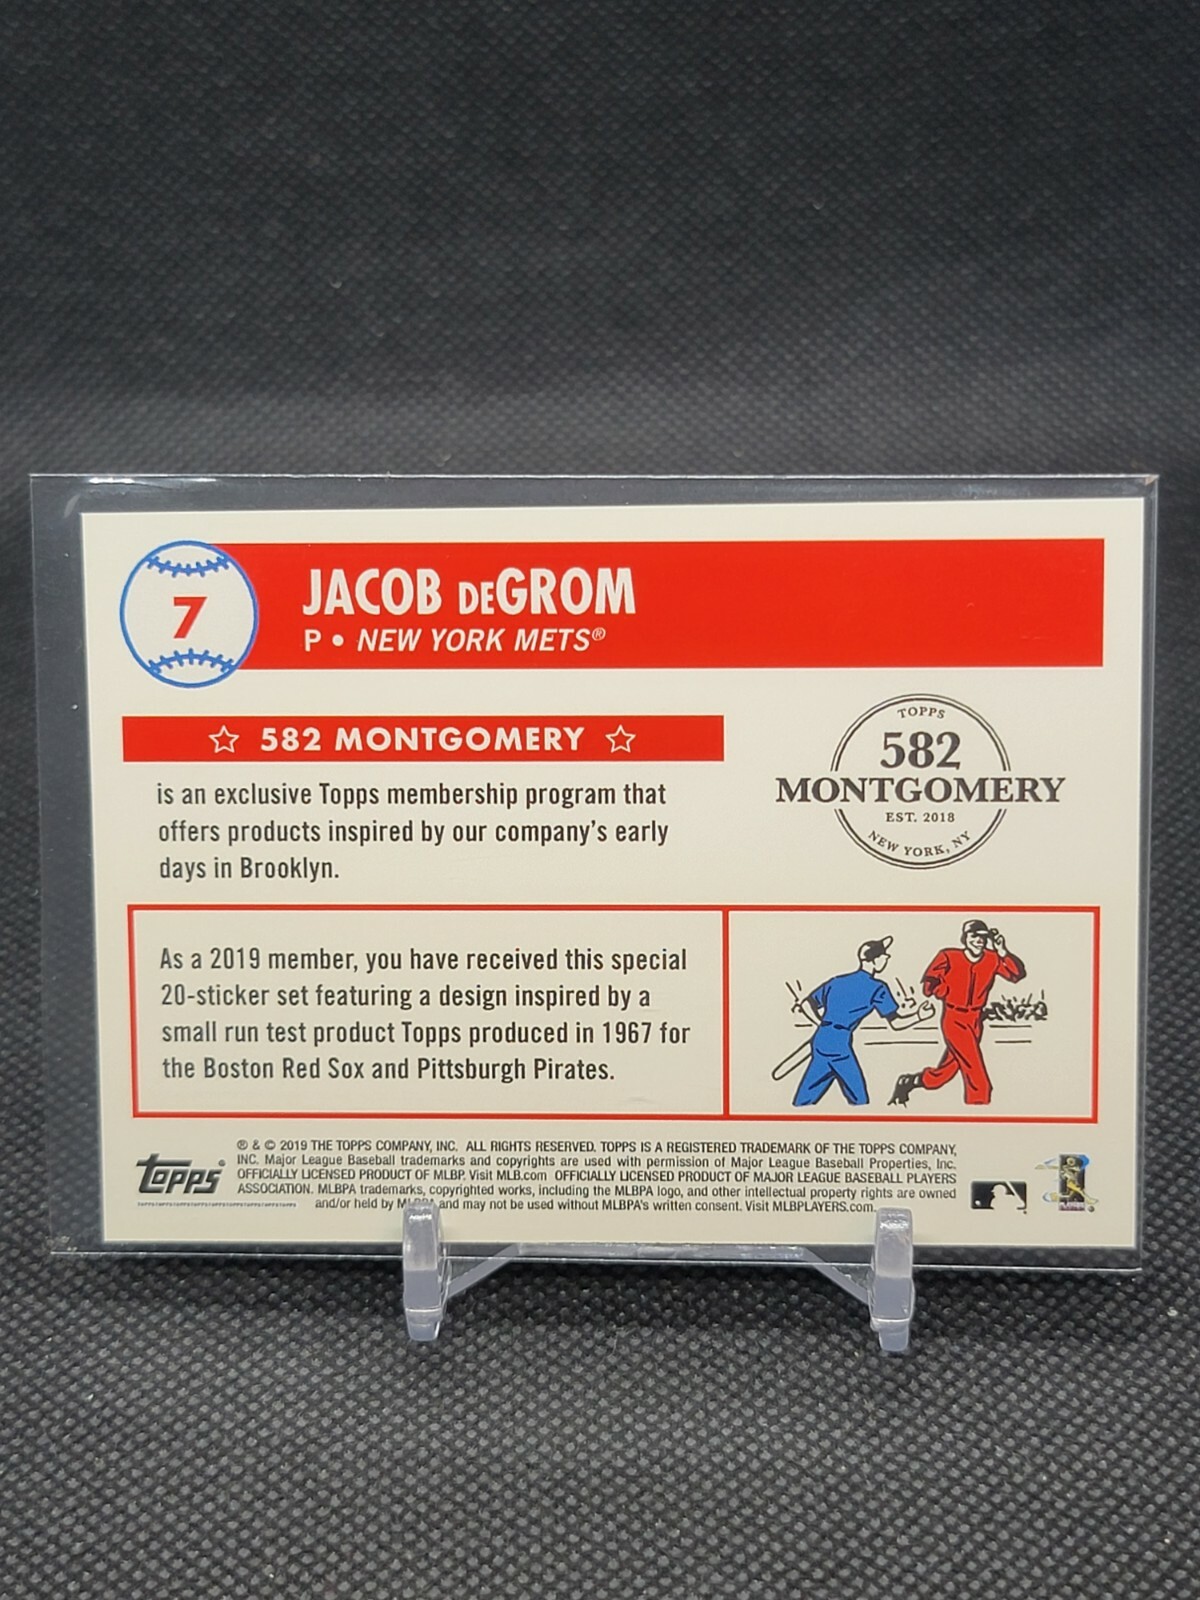 7
JACOB DEGROM
P • NEW YORK METS®
☆ 582 MONTGOMERY ☆
is an exclusive Topps membership program that
offers products inspired by our company's early
days in Brooklyn.
TOPPS
582
MONTGOMERY
EST. 2018
NEW YORK, NY
As a 2019 member, you have received this special
20-sticker set featuring a design inspired by a
small run test product Topps produced in 1967 for
the Boston Red Sox and Pittsburgh Pirates.
Topps®
® & © 2019 THE TOPPS COMPANY, INC. ALL RIGHTS RESERVED. TOPPS IS A REGISTERED TRADEMARK OF THE TOPPS COMPANY,
INC. Major League Baseball trademarks and copyrights are used with permission of Major League Baseball Properties, Inc.
OFFICIALLY LICENSED PRODUCT OF MLBP. Visit MLB.com OFFICIALLY LICENSED PRODUCT OF MAJOR LEAGUE BASEBALL PLAYERS
ASSOCIATION. MLBPA trademarks, copyrighted works, including the MLBPA logo, and other intellectual property rights are owned
and/or held by MLBPA and may not be used without MLBPA's written consent. Visit MLBPLAYERS.com.